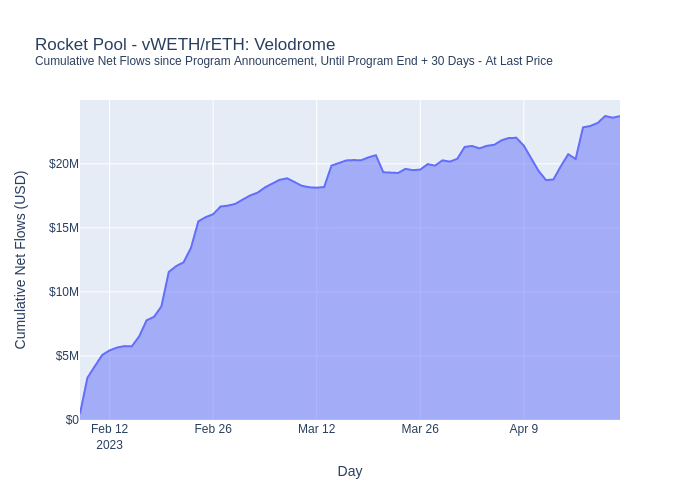 Rocket Pool - vWETH/rETH: Velodrome
Cumulative Net Flows since Program Announcement, Until Program End + 30 Days - At Last Price
Cumulative Net Flows (USD)
$20M
$15M
$10M
$5M
$0
Feb 12
2023
Feb 26
Mar 12
Mar 26
Apr 9
Day